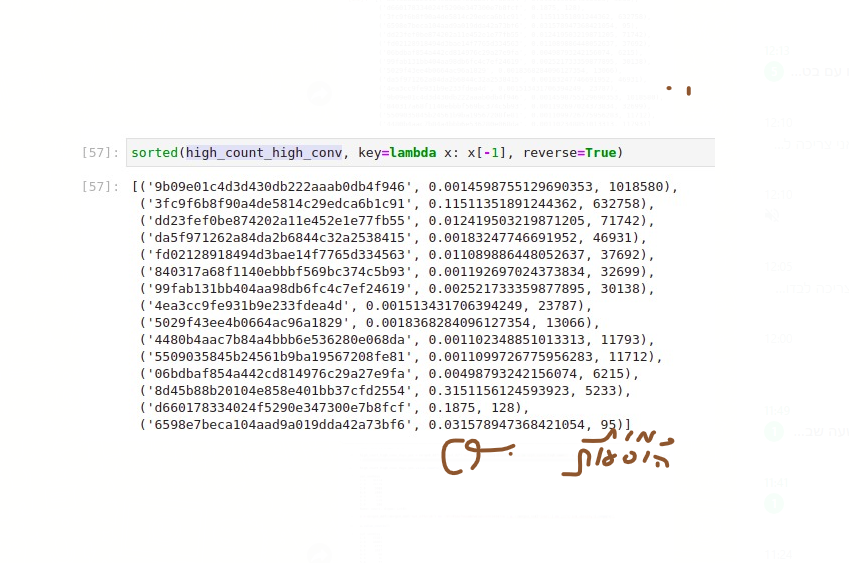 [57]: sorted(high_count_high_conv, key=lambda x: x[-1], reverse=True)
[57]: [('9b09e01c4d3d430db222aaab0db4f946', 0.0014598755129690353, 1018580),
('3fc9f6b8f90a4de5814c29edca6b1c91', 0.11511351891244362, 632758),
('dd23fef0be874202a11e452e1e77fb55', 0.012419503219871205, 71742),
('da5f971262a84da2b6844c32a2538415', 0.00183247746691952, 46931),
('fd02128918494d3bae14f7765d334563', 0.011089886448052637, 37692),
('840317a68f1140ebbbf569bc374c5b93', 0.001192697024373834, 32699),
('99fab131bb404aa98db6fc4c7ef24619', 0.002521733359877895, 30138),
('4ea3cc9fe931b9e233fdea4d', 0.001513431706394249, 23787),
('5029f43ee4b0664ac96a1829', 0.0018368284096127354, 13066),
('4480b4aac7b84a4bbb6e536280e068da', 0.001102348851013313, 11793),
('5509035845b24561b9ba19567208fe81', 0.0011099726775956283, 11712),
('06bdbaf854a442cd814976c29a27e9fa', 0.00498793242156074, 6215),
('8d45b88b20104e858e401bb37cfd2554', 0.3151156124593923, 5233),
('d660178334024f5290e347300e7b8fcf', 0.1875, 128),
('6598e7beca104aad9a019dda42a73bf6', 0.031578947368421054, 95)]